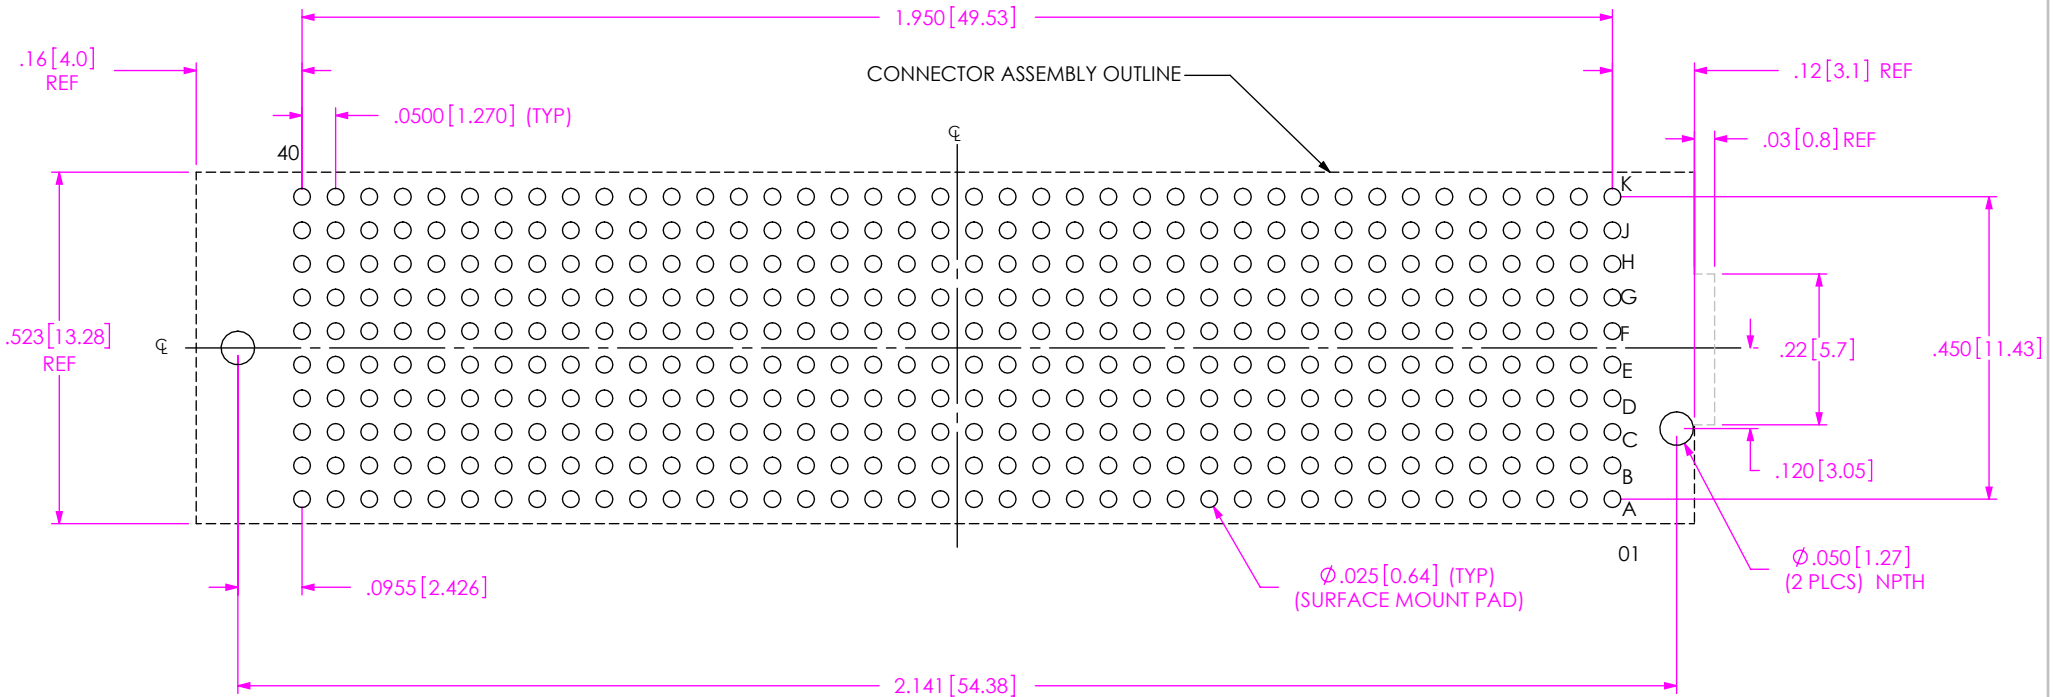 1.950[49.53]
.16[4.0]
REF
CONNECTOR ASSEMBLY OUTLINE
.12[3.1] REF
.0500[1.270] (TYP)
℄
.03[0.8] REF
40
K
J
H
G
F
E
D
C
B
A
.523[13.28]
REF
℄
.22[5.7]
.450[11.43]
.120[3.05]
01
.0955[2.426]
Ø.025[0.64] (TYP)
(SURFACE MOUNT PAD)
Ø.050[1.27]
(2 PLCS) NPTH
2.141[54.38]